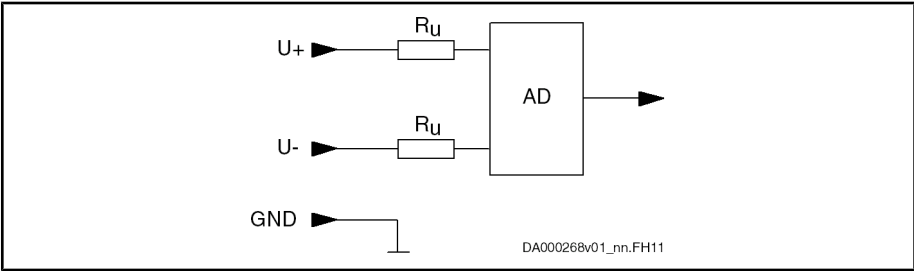 Ru
U+
AD
Ru
U-
GND
DA000268v01_nn.FH11